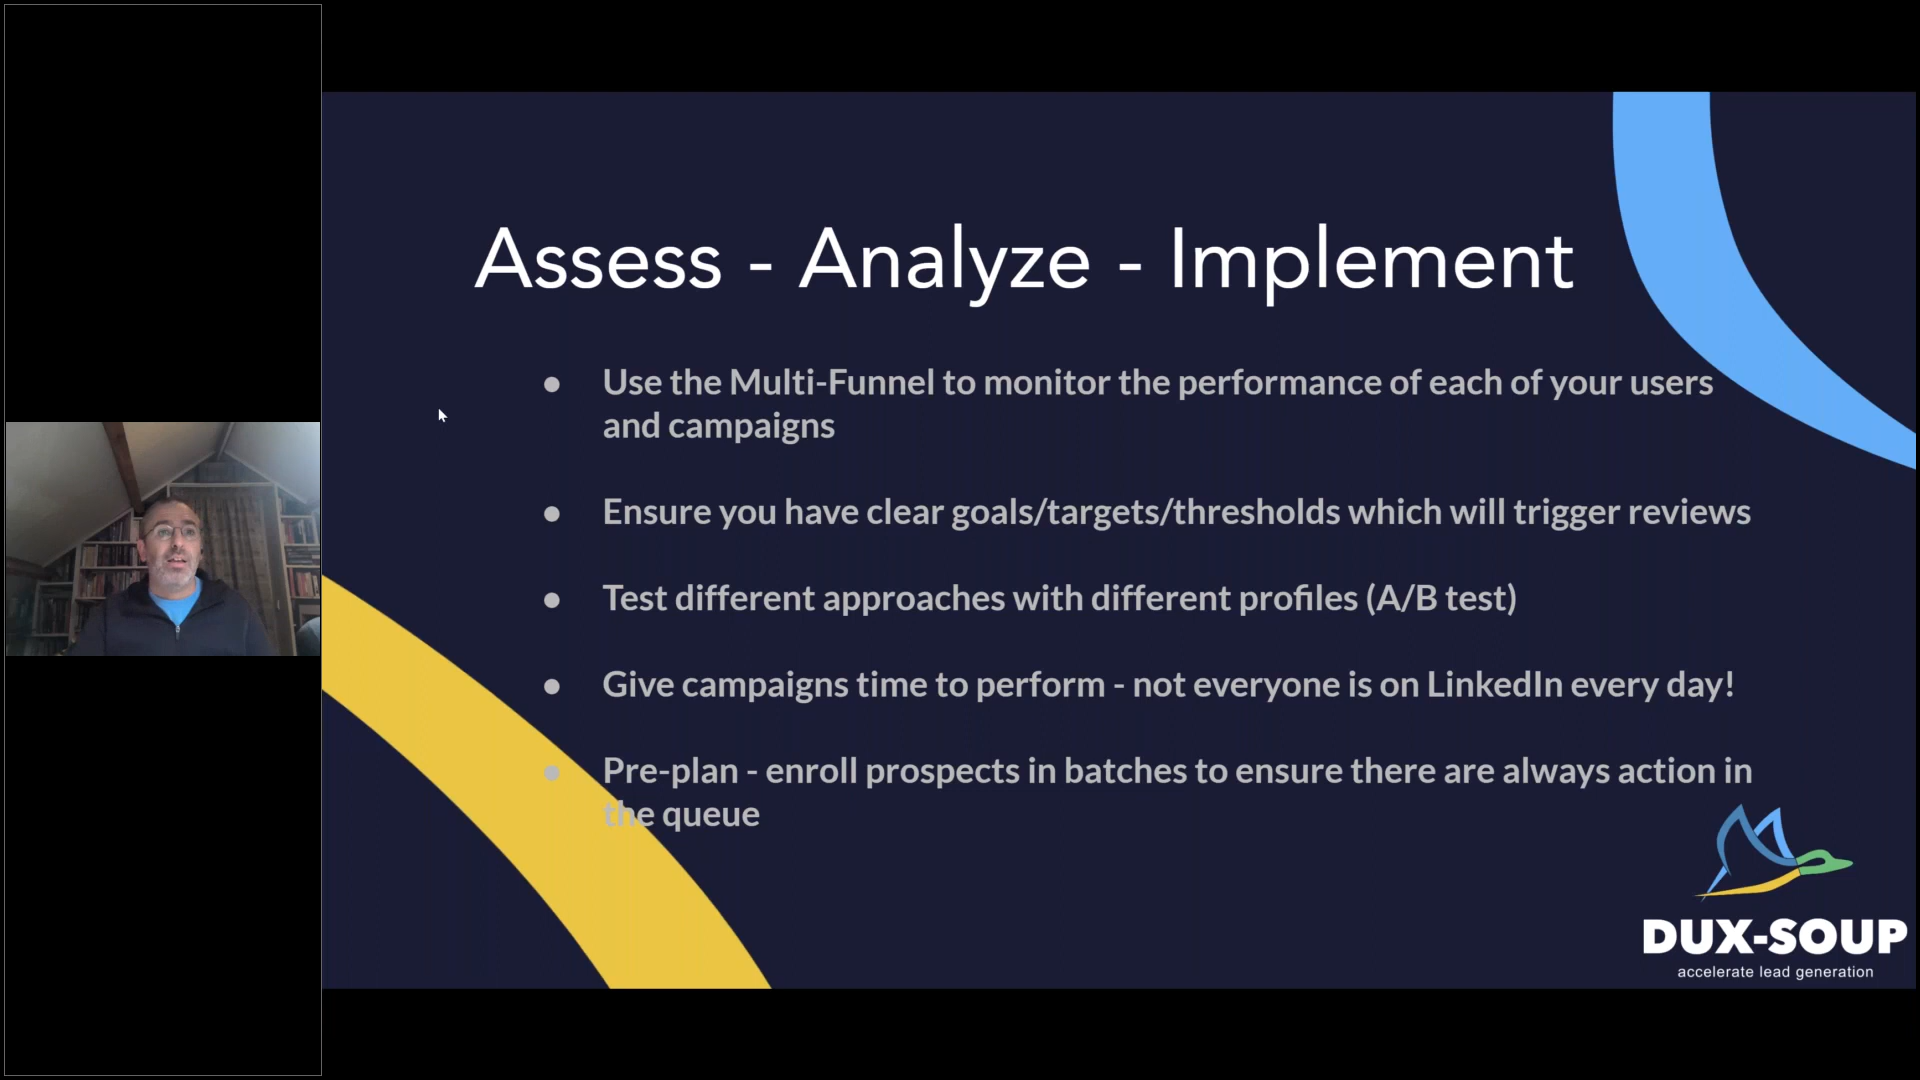 Assess - Analyze - Implement
● Use the Multi-Funnel to monitor the performance of each of your users
and campaigns
● Ensure you have clear goals/targets/thresholds which will trigger reviews
● Test different approaches with different profiles (A/B test)
● Give campaigns time to perform - not everyone is on LinkedIn every day!
● Pre-plan - enroll prospects in batches to ensure there are always action in
the queue
DUX-SOUP
accelerate lead generation